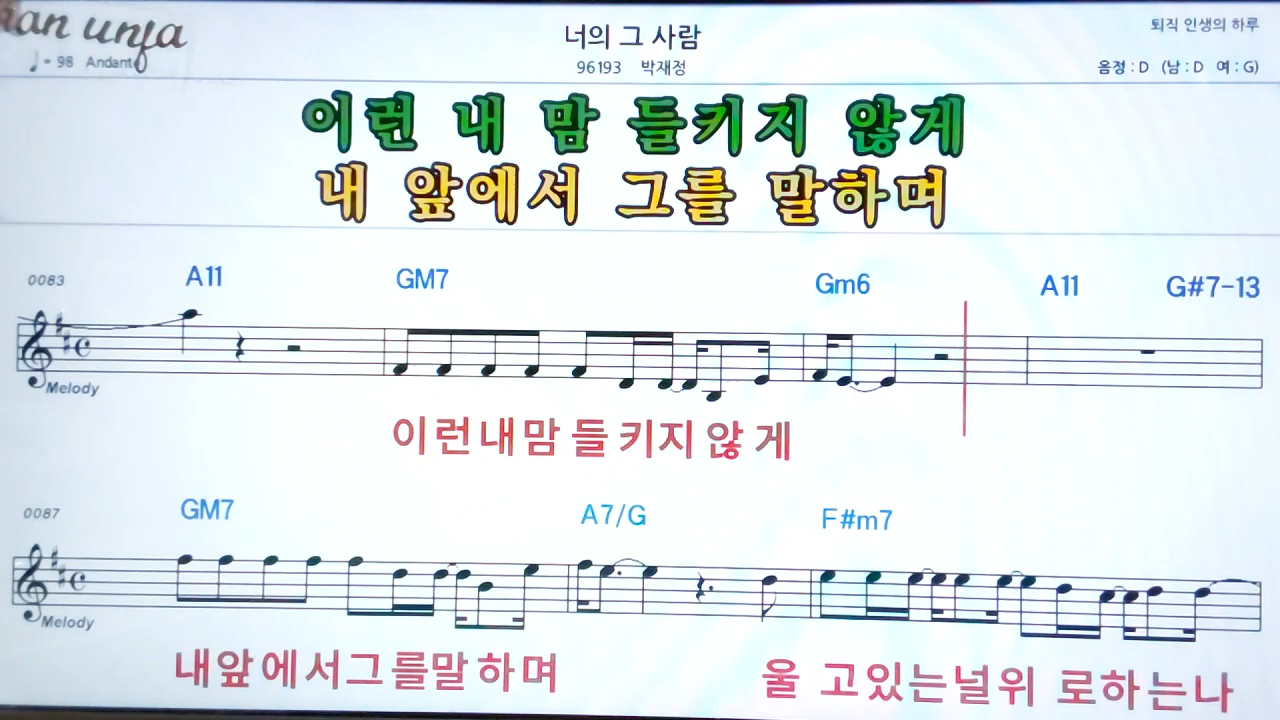 너의 그 사람
퇴직 인생의 하루
♩= 98 Andant
96193 박재정
음정 : D (남 : D 여 : G)
이런 내 맘 들키지 않게
내 앞에서 그를 말하며
0083 A11 GM7 Gm6 A11 G#7-13
Melody
이런내맘 들 키지 않 게
0087 GM7 A7/G F#m7
Melody
내앞에서그를말하며 울 고있는널위 로하는나